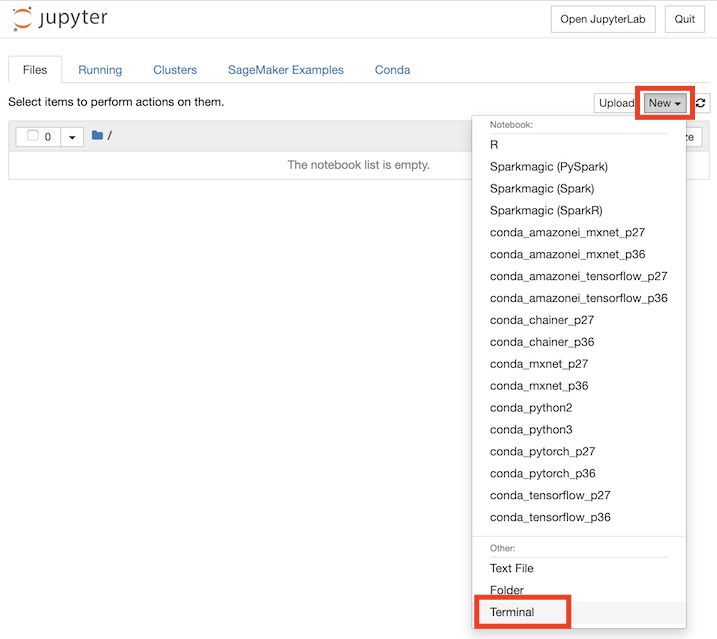 jupyter
Open JupyterLab
Quit
Files
Running
Clusters
SageMaker Examples
Conda
Select items to perform actions on them.
Upload
New
0
/
ze
The notebook list is empty.
Notebook:
R
Sparkmagic (PySpark)
Sparkmagic (Spark)
Sparkmagic (SparkR)
conda_amazonei_mxnet_p27
conda_amazonei_mxnet_p36
conda_amazonei_tensorflow_p27
conda_amazonei_tensorflow_p36
conda_chainer_p27
conda_chainer_p36
conda_mxnet_p27
conda_mxnet_p36
conda_python2
conda_python3
conda_pytorch_p27
conda_pytorch_p36
conda_tensorflow_p27
conda_tensorflow_p36
Other:
Text File
Folder
Terminal